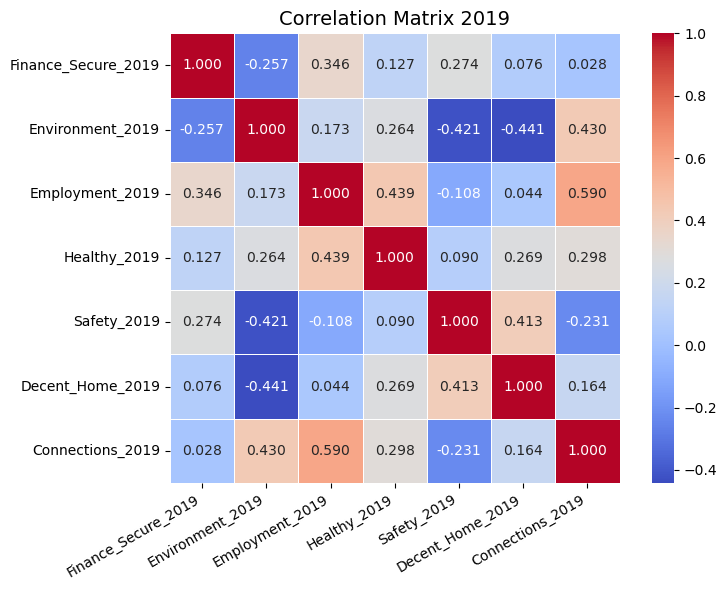 Correlation Matrix 2019
Finance_Secure_2019 1.000 -0.257 0.346 0.127 0.274 0.076 0.028
Environment_2019 -0.257 1.000 0.173 0.264 -0.421 -0.441 0.430
Employment_2019 0.346 0.173 1.000 0.439 -0.108 0.044 0.590
Healthy_2019 0.127 0.264 0.439 1.000 0.090 0.269 0.298
Safety_2019 0.274 -0.421 -0.108 0.090 1.000 0.413 -0.231
Decent_Home_2019 0.076 -0.441 0.044 0.269 0.413 1.000 0.164
Connections_2019 0.028 0.430 0.590 0.298 -0.231 0.164 1.000
Finance_Secure_2019
Environment_2019
Employment_2019
Healthy_2019
Safety_2019
Decent_Home_2019
Connections_2019
1.0
0.8
0.6
0.4
0.2
0.0
−0.2
−0.4